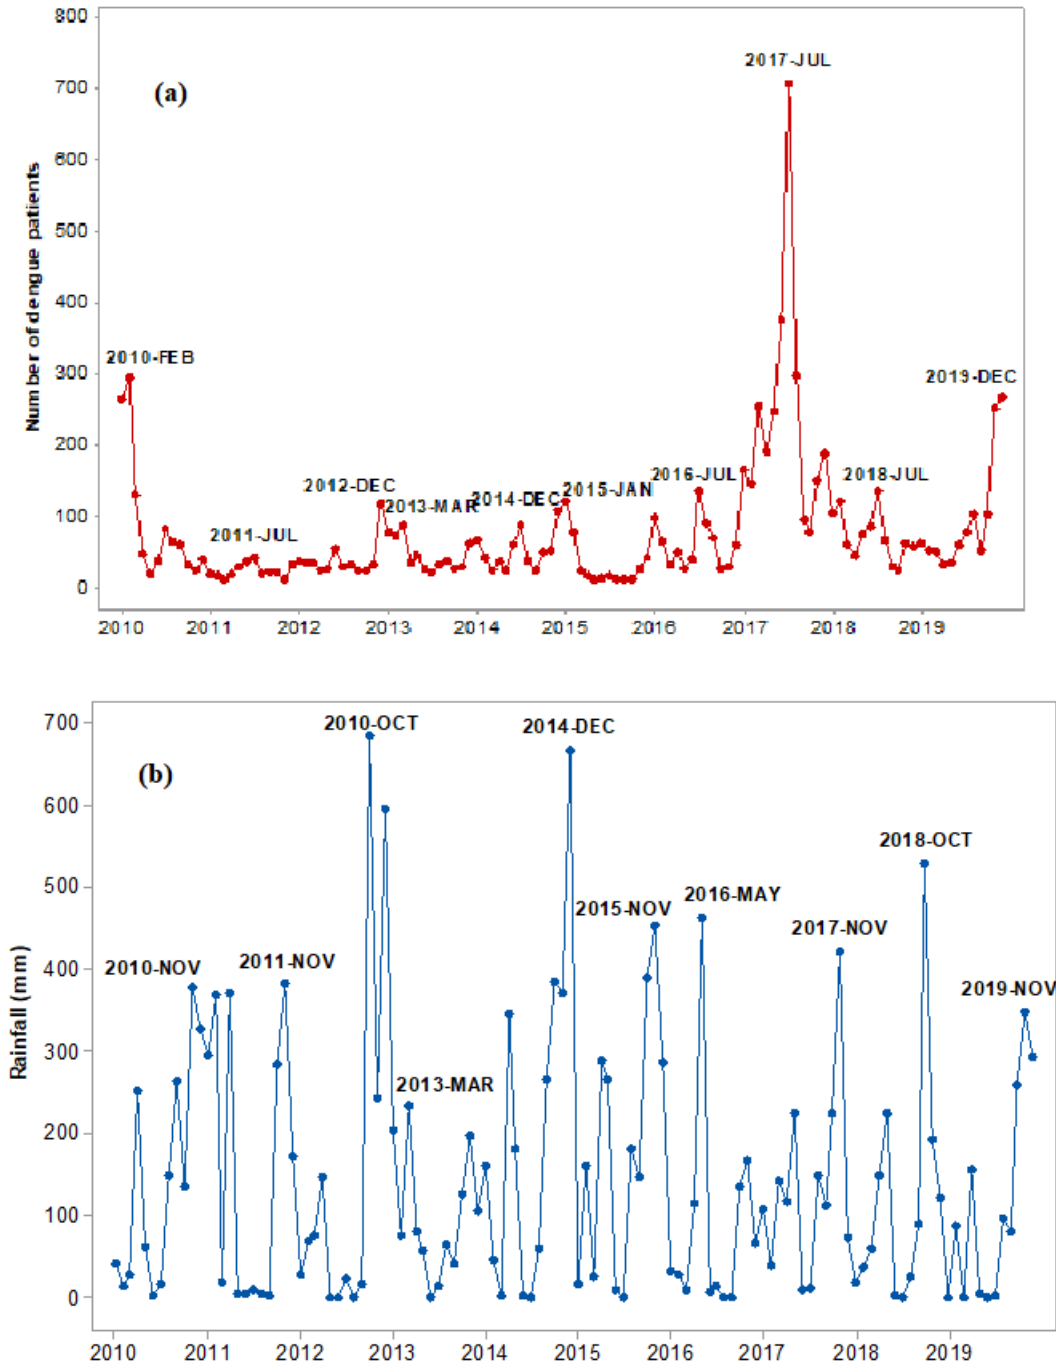 800
2017-JUL
(a)
700
600
500
400
Number of dengue patients
2010-FEB
300
2019-DEC
200
2012-DEC
2013-MAR
2014-DEC
2015-JAN
2016-JUL
2018-JUL
100
2011-JUL
0
2010 2011 2012 2013 2014 2015 2016 2017 2018 2019
2010-OCT
2014-DEC
700
(b)
600
2018-OCT
500
2015-NOV
2016-MAY
2017-NOV
400
2010-NOV
2011-NOV
2019-NOV
Rainfall (mm)
300
2013-MAR
200
100
0
2010 2011 2012 2013 2014 2015 2016 2017 2018 2019